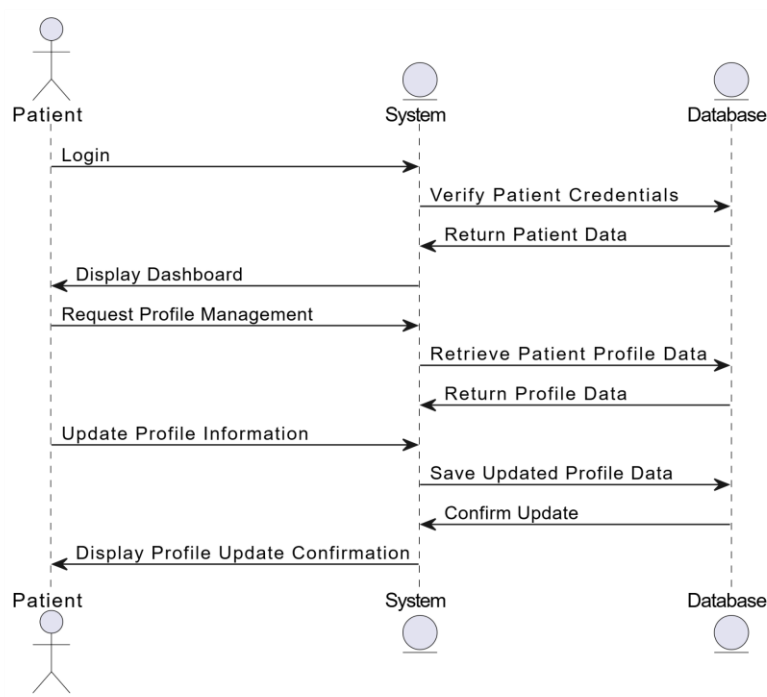 Patient
System
Database
Login
Verify Patient Credentials
Return Patient Data
Display Dashboard
Request Profile Management
Retrieve Patient Profile Data
Return Profile Data
Update Profile Information
Save Updated Profile Data
Confirm Update
Display Profile Update Confirmation
Patient
System
Database